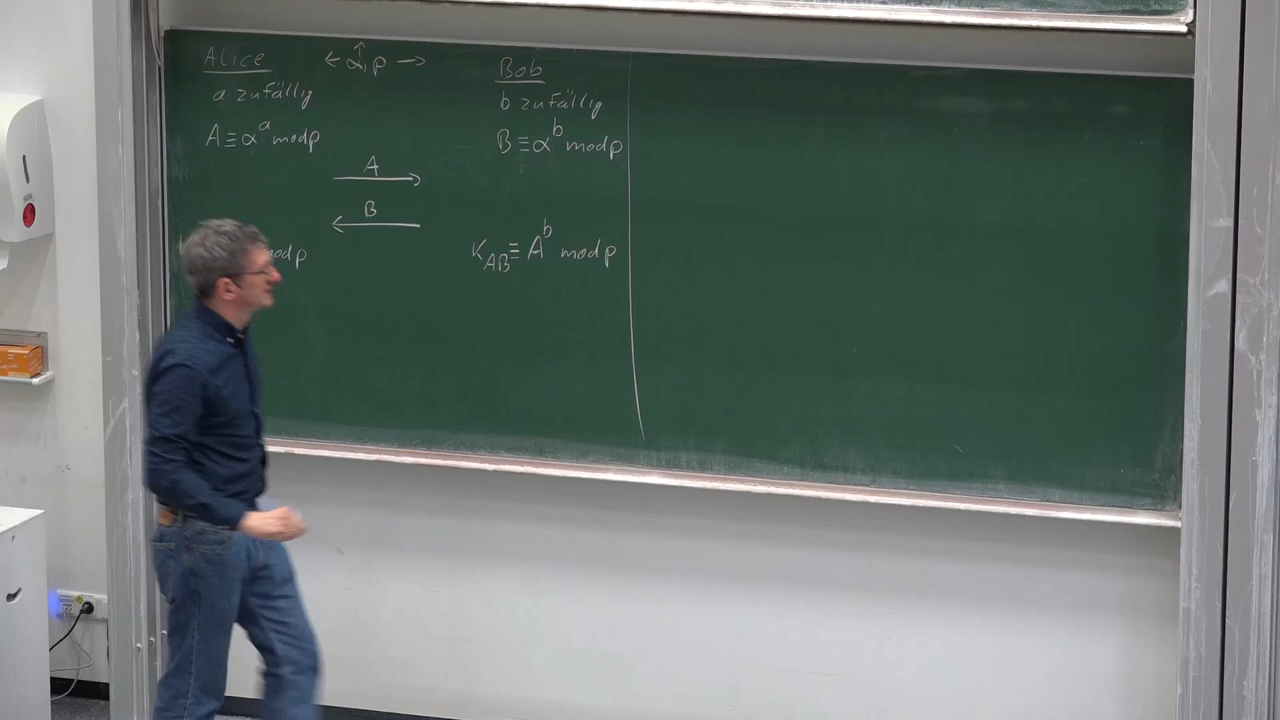 Alice ← α, p → Bob
a zufällig b zufällig
A ≡ α^a mod p B ≡ α^b mod p
A
B
mod p K_AB ≡ A^b mod p